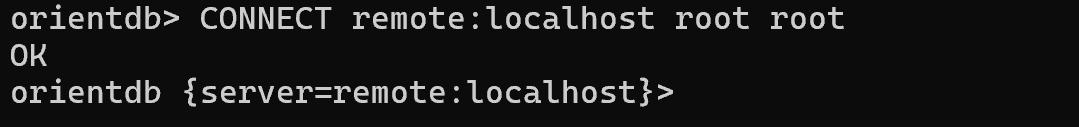 orientdb> CONNECT remote:localhost root root
OK
orientdb {server=remote:localhost}>